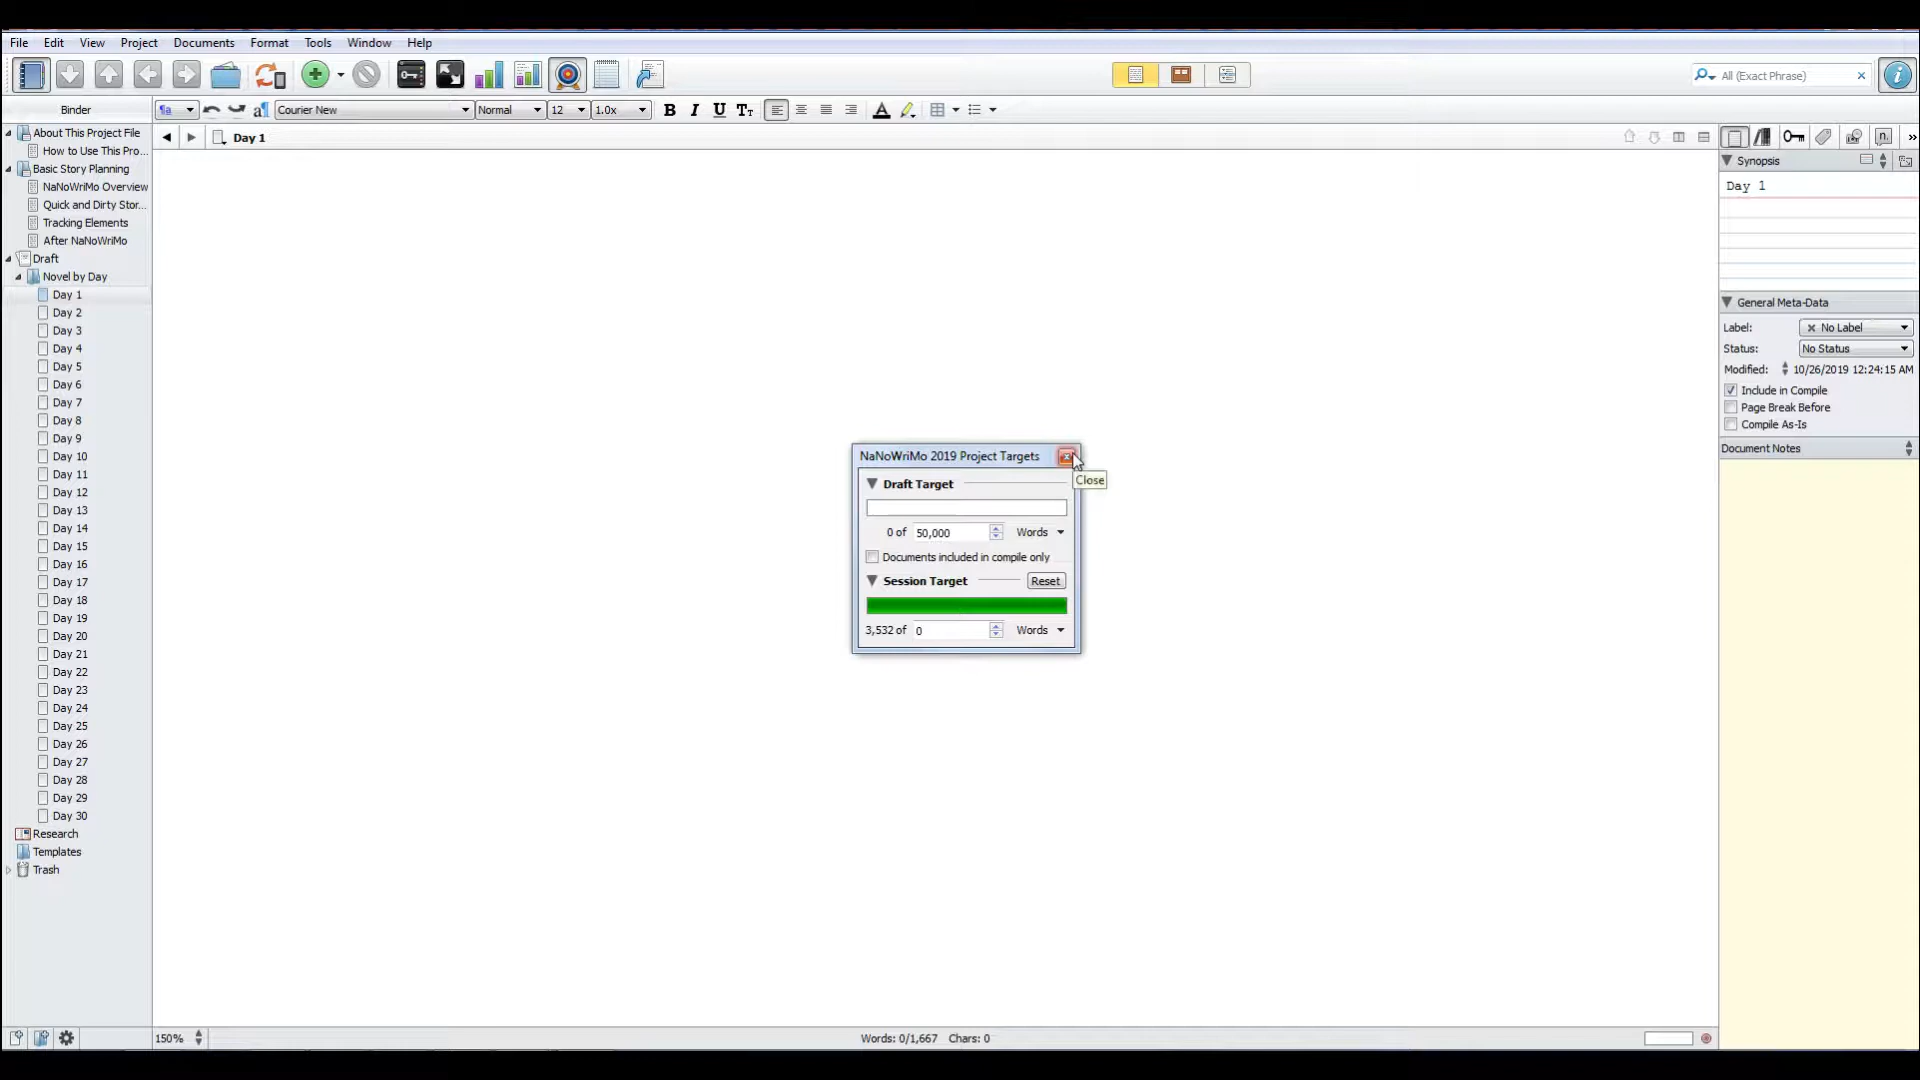 File Edit View Project Documents Format Tools Window Help
All (Exact Phrase)
Binder
Courier New Normal 12 1.0x B I U
Day 1
About This Project File
How to Use This Pro...
Basic Story Planning
NaNoWriMo Overview
Quick and Dirty Stor...
Tracking Elements
After NaNoWriMo
Draft
Novel by Day
Day 1
Day 2
Day 3
Day 4
Day 5
Day 6
Day 7
Day 8
Day 9
Day 10
Day 11
Day 12
Day 13
Day 14
Day 15
Day 16
Day 17
Day 18
Day 19
Day 20
Day 21
Day 22
Day 23
Day 24
Day 25
Day 26
Day 27
Day 28
Day 29
Day 30
Research
Templates
Trash
NaNoWriMo 2019 Project Targets
Close
Draft Target
0 of 50,000 Words
Documents included in compile only
Session Target Reset
3,532 of 0 Words
Synopsis
Day 1
General Meta-Data
Label: No Label
Status: No Status
Modified: 10/26/2019 12:24:15 AM
Include in Compile
Page Break Before
Compile As-Is
Document Notes
150%
Words: 0/1,667 Chars: 0